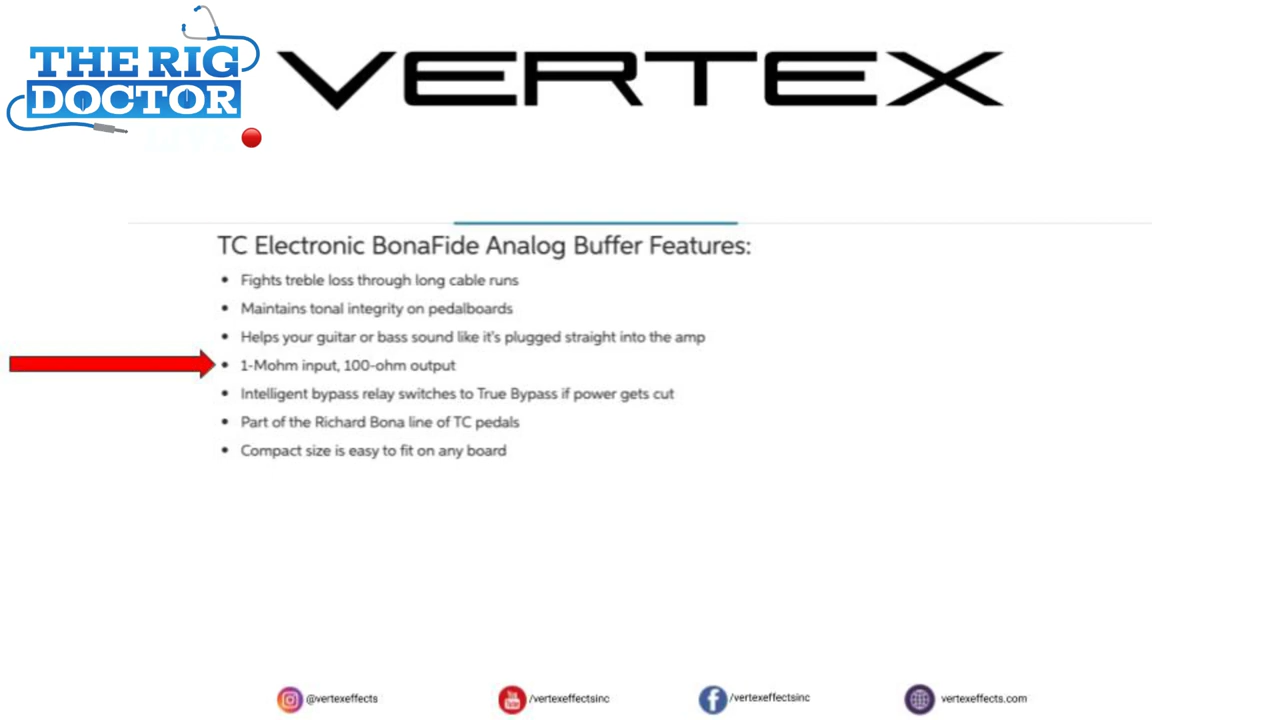 THE RIG
DOCTOR
VERTEX
TC Electronic BonaFide Analog Buffer Features:
• Fights treble loss through long cable runs
• Maintains tonal integrity on pedalboards
• Helps your guitar or bass sound like it's plugged straight into the amp
• 1-Mohm input, 100-ohm output
• Intelligent bypass relay switches to True Bypass if power gets cut
• Part of the Richard Bona line of TC pedals
• Compact size is easy to fit on any board
@vertexeffects
/vertexeffectsinc
/vertexeffectsinc
vertexeffects.com